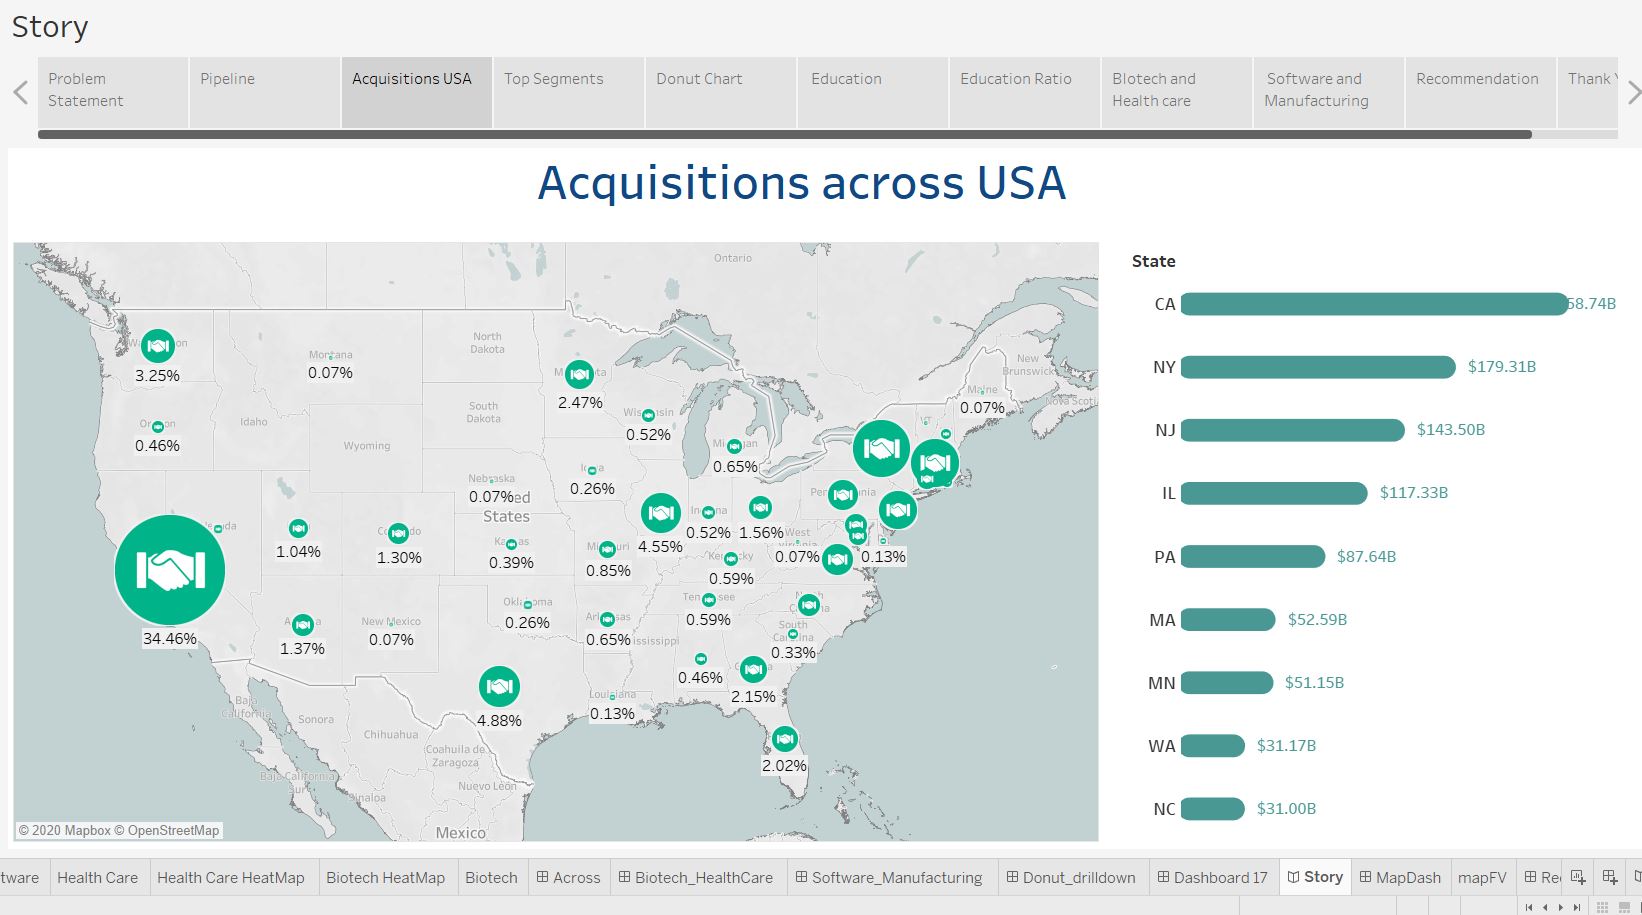 Story
Problem
Statement
Pipeline
Acquisitions USA
Top Segments
Donut Chart
Education
Education Ratio
BIotech and
Health care
Software and
Manufacturing
Recommendation
Thank
Acquisitions across USA
Ontario
North
Dakota
Montana
0.07%
3.25%
2.47%
New
Brunswick
Maine
0.07%
Nova Scoti
South
Dakota
Idaho
0.46%
0.52%
0.65%
Wyoming
0.26%
Nebraska
0.07%
States
1.04%
1.30%
0.39%
0.85%
4.55%
0.52%
1.56%
West
0.07%
0.13%
Kentucky
0.59%
34.46%
1.37%
New Mexico
0.07%
Oklahoma
0.26%
0.65%
ississippi
Tennessee
0.59%
South
Carolina
0.33%
0.46%
2.15%
4.88%
Louisiana
0.13%
2.02%
Baja
California
Sonora
Chihuahua
Coahuila de
Zaragoza
Baja California
Sur
Sinaloa
Nuevo León
Mexico
© 2020 Mapbox © OpenStreetMap
State
CA 58.74B
NY $179.31B
NJ $143.50B
IL $117.33B
PA $87.64B
MA $52.59B
MN $51.15B
WA $31.17B
NC $31.00B
tware
Health Care
Health Care HeatMap
Biotech HeatMap
Biotech
Across
Biotech_HealthCare
Software_Manufacturing
Donut_drilldown
Dashboard 17
Story
MapDash
mapFV
Re